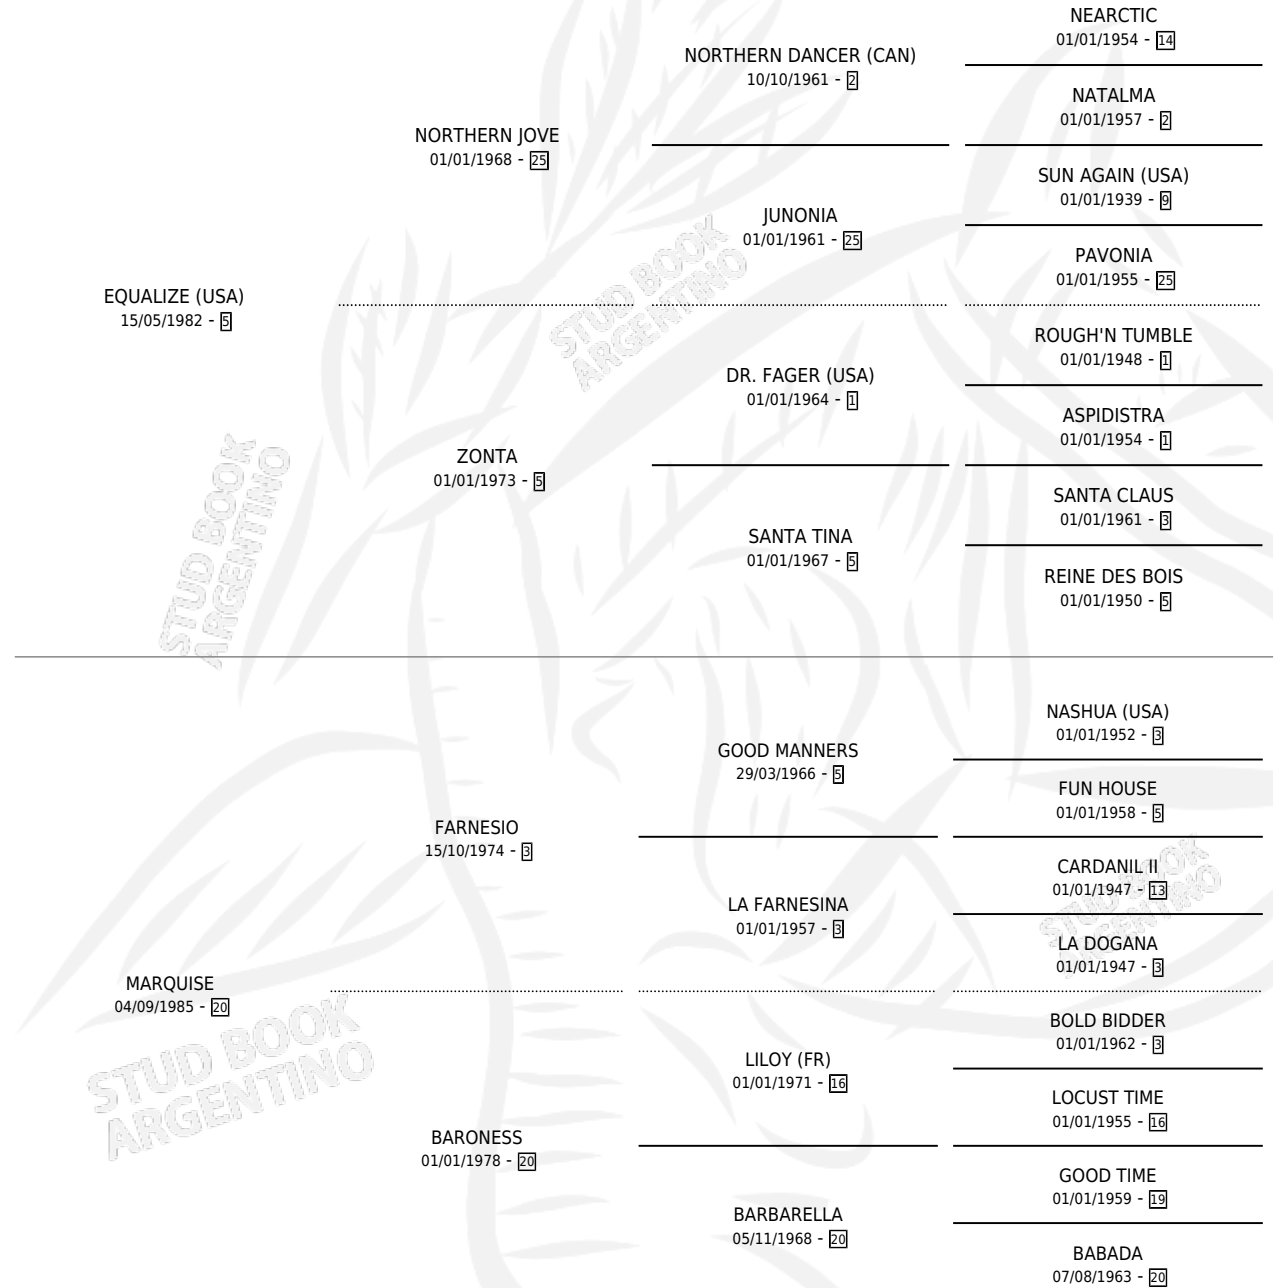 NEARCTIC
01/01/1954 - 14
NORTHERN DANCER (CAN)
10/10/1961 - 2
NATALMA
01/01/1957 - 2
NORTHERN JOVE
01/01/1968 - 25
SUN AGAIN (USA)
01/01/1939 - 9
JUNONIA
01/01/1961 - 25
PAVONIA
01/01/1955 - 25
EQUALIZE (USA)
15/05/1982 - 5
STUD BOOK
ARGENTINO
ROUGH'N TUMBLE
01/01/1948 - 1
DR. FAGER (USA)
01/01/1964 - 1
ASPIDISTRA
01/01/1954 - 1
ZONTA
01/01/1973 - 5
SANTA CLAUS
01/01/1961 - 3
SANTA TINA
01/01/1967 - 5
REINE DES BOIS
01/01/1950 - 5
STUD BOOK
ARGENTINO
NASHUA (USA)
01/01/1952 - 3
GOOD MANNERS
29/03/1966 - 5
FUN HOUSE
01/01/1958 - 5
FARNESIO
15/10/1974 - 3
CARDANIL II
01/01/1947 - 13
LA FARNESINA
01/01/1957 - 3
STUD BOOK
ARGENTINO
LA DOGANA
01/01/1947 - 3
MARQUISE
04/09/1985 - 20
BOLD BIDDER
01/01/1962 - 3
LILOY (FR)
01/01/1971 - 16
STUD BOOK
ARGENTINO
LOCUST TIME
01/01/1955 - 16
BARONESS
01/01/1978 - 20
GOOD TIME
01/01/1959 - 19
BARBARELLA
05/11/1968 - 20
BABADA
07/08/1963 - 20